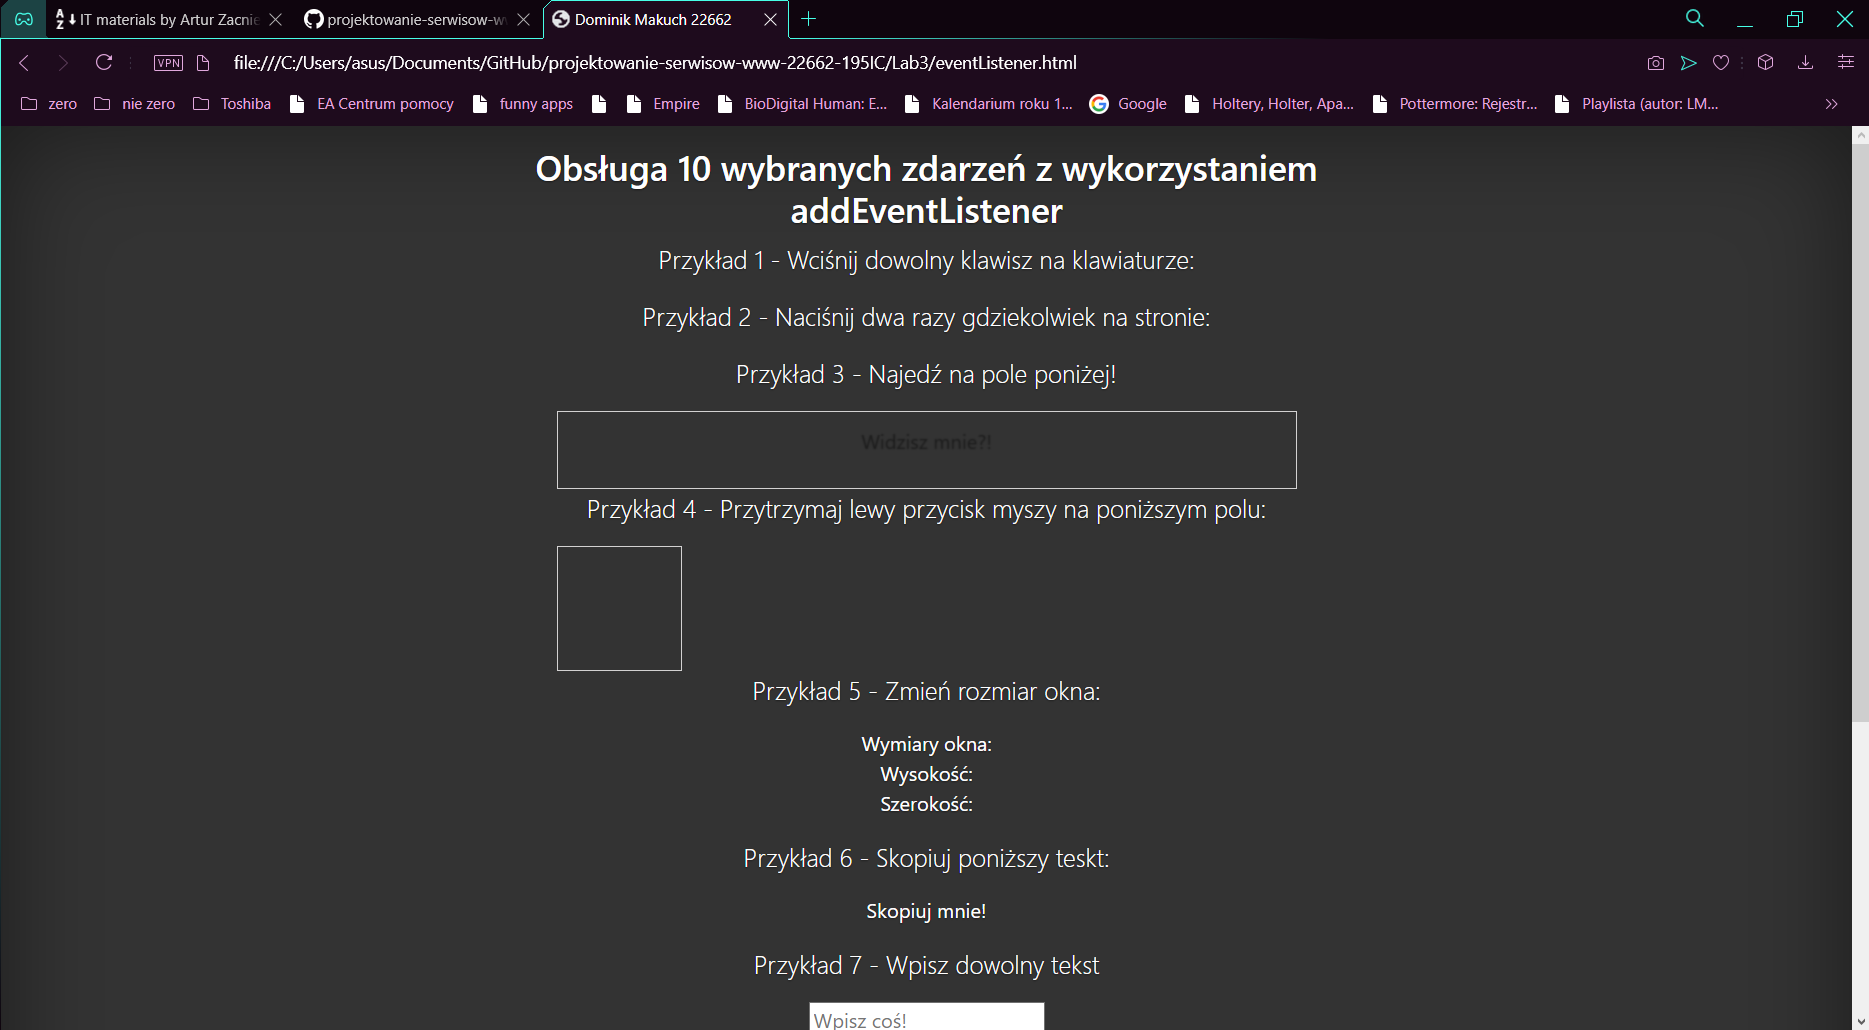 IT materials by Artur Zacnie
projektowanie-serwisow-w
Dominik Makuch 22662
VPN
file:///C:/Users/asus/Documents/GitHub/projektowanie-serwisow-www-22662-195IC/Lab3/eventListener.html
zero
nie zero
Toshiba
EA Centrum pomocy
funny apps
Empire
BioDigital Human: E...
Kalendarium roku 1...
Google
Holtery, Holter, Apa...
Pottermore: Rejestr...
Playlista (autor: LM...
Obsługa 10 wybranych zdarzeń z wykorzystaniem
addEventListener
Przykład 1 - Wciśnij dowolny klawisz na klawiaturze:
Przykład 2 - Naciśnij dwa razy gdziekolwiek na stronie:
Przykład 3 - Najedź na pole poniżej!
Widzisz mnie?!
Przykład 4 - Przytrzymaj lewy przycisk myszy na poniższym polu:
Przykład 5 - Zmień rozmiar okna:
Wymiary okna:
Wysokość:
Szerokość:
Przykład 6 - Skopiuj poniższy teskt:
Skopiuj mnie!
Przykład 7 - Wpisz dowolny tekst
Wpisz coś!